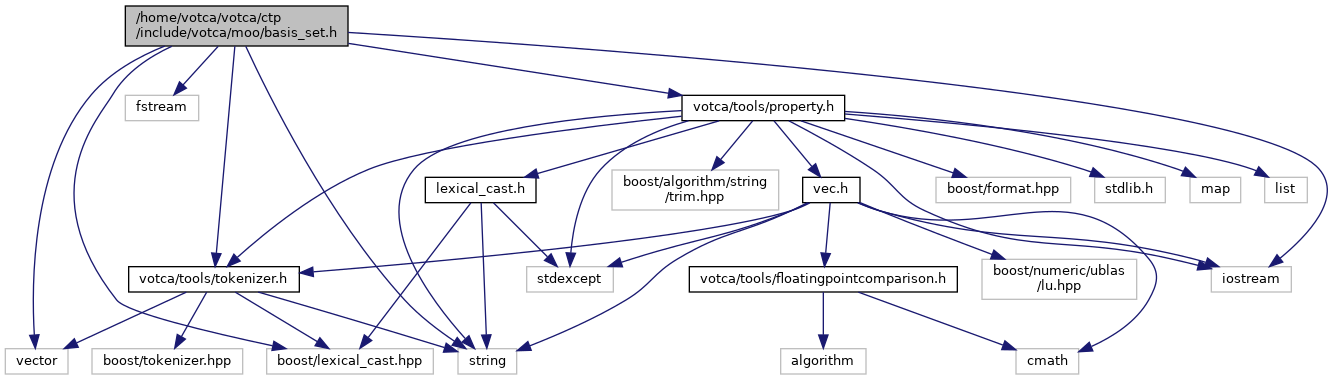 /home/votca/votca/ctp
/include/votca/moo/basis_set.h
fstream
votca/tools/property.h
lexical_cast.h
boost/algorithm/string
/trim.hpp
vec.h
boost/format.hpp
stdlib.h
map
list
votca/tools/tokenizer.h
stdexcept
votca/tools/floatingpointcomparison.h
boost/numeric/ublas
/lu.hpp
iostream
vector
boost/tokenizer.hpp
boost/lexical_cast.hpp
string
algorithm
cmath